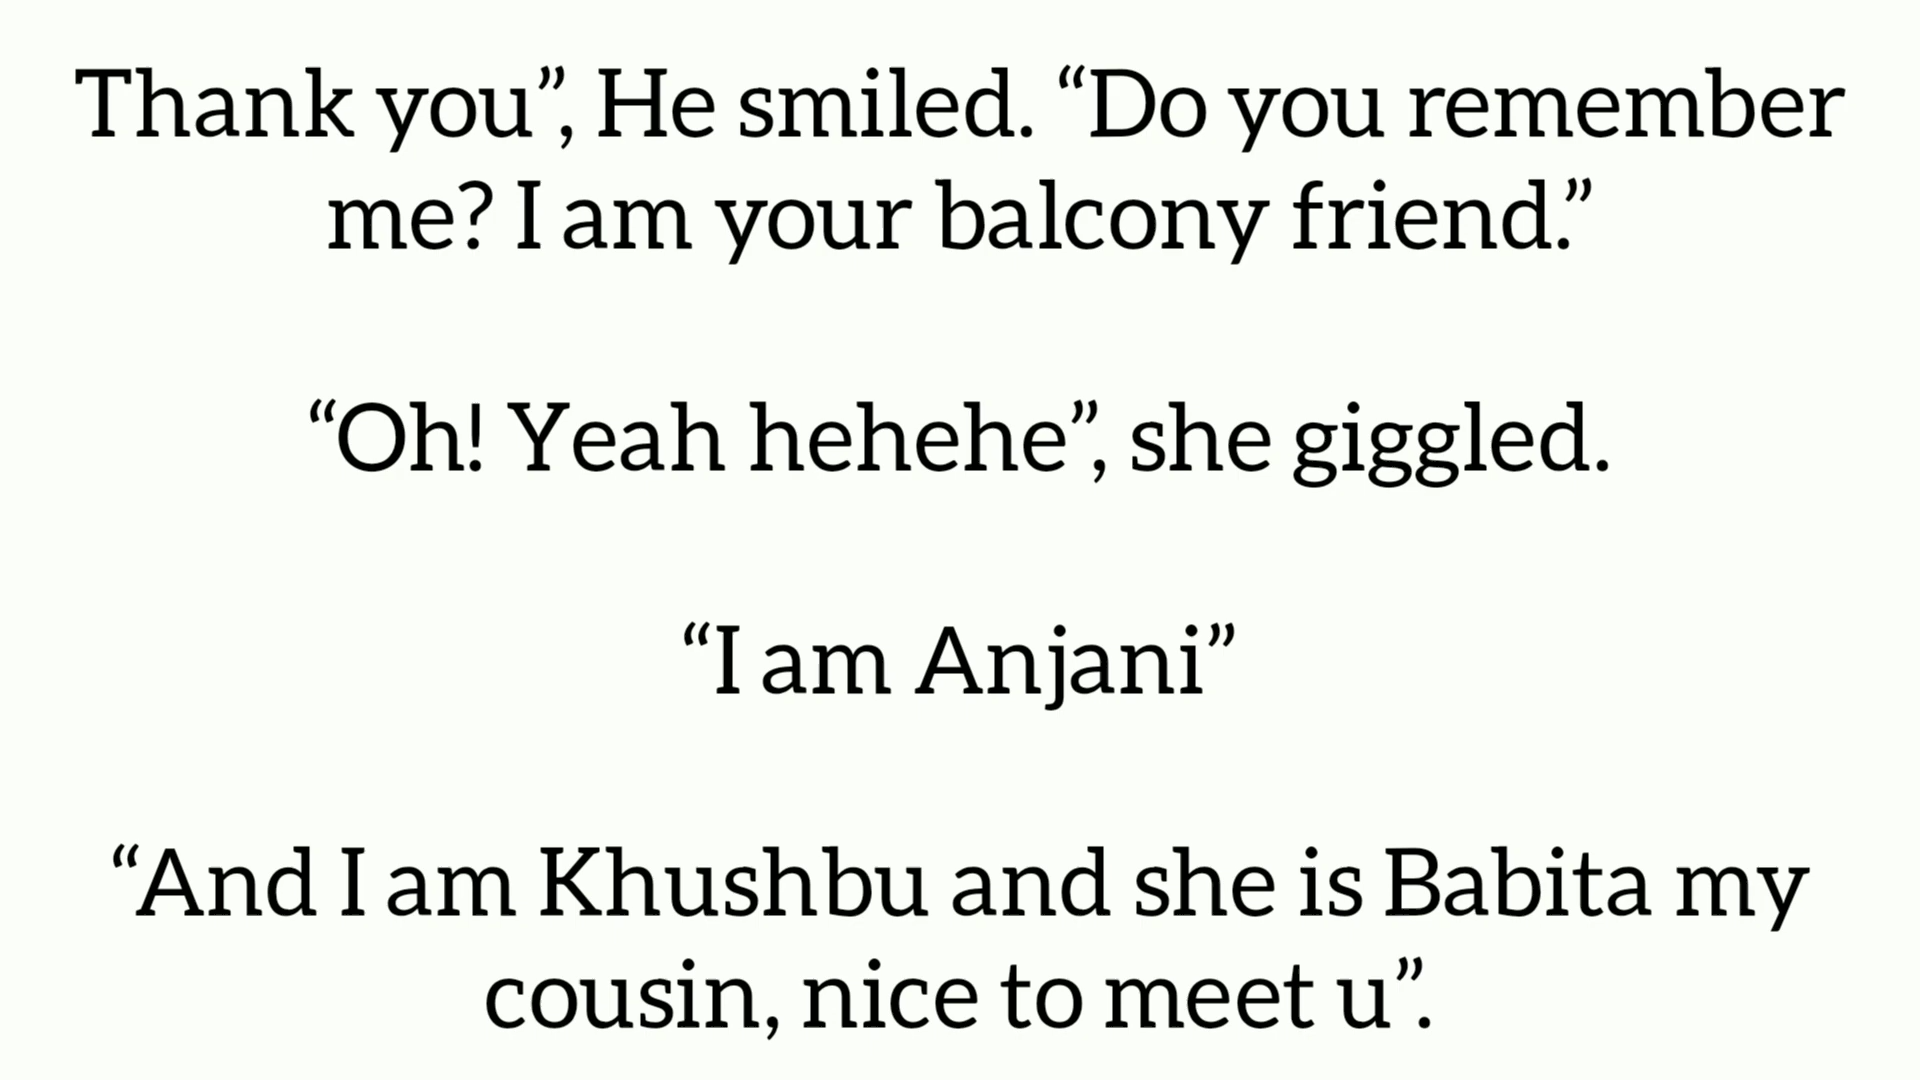 Thank you”, He smiled. “Do you remember
me? I am your balcony friend.”
“Oh! Yeah hehehe”, she giggled.
“I am Anjani”
“And I am Khushbu and she is Babita my
cousin, nice to meet u”.